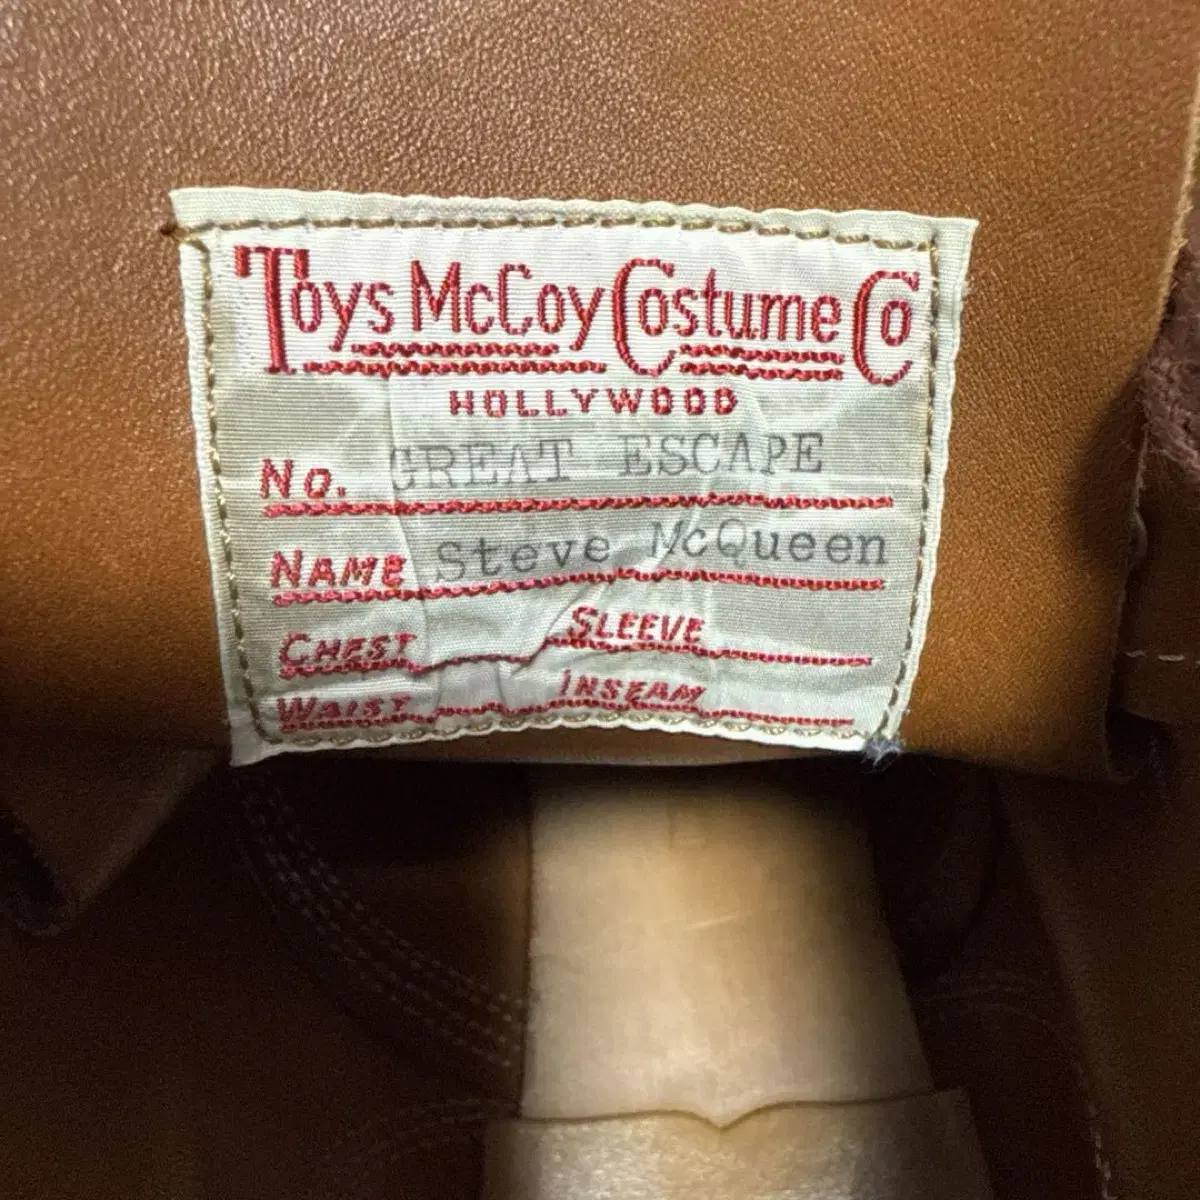 Toys McCoy Costume Co
HOLLYWOOD
No. GREAT ESCAPE
NAME Steve McQueen
CHEST SLEEVE
WAIST INSEAM